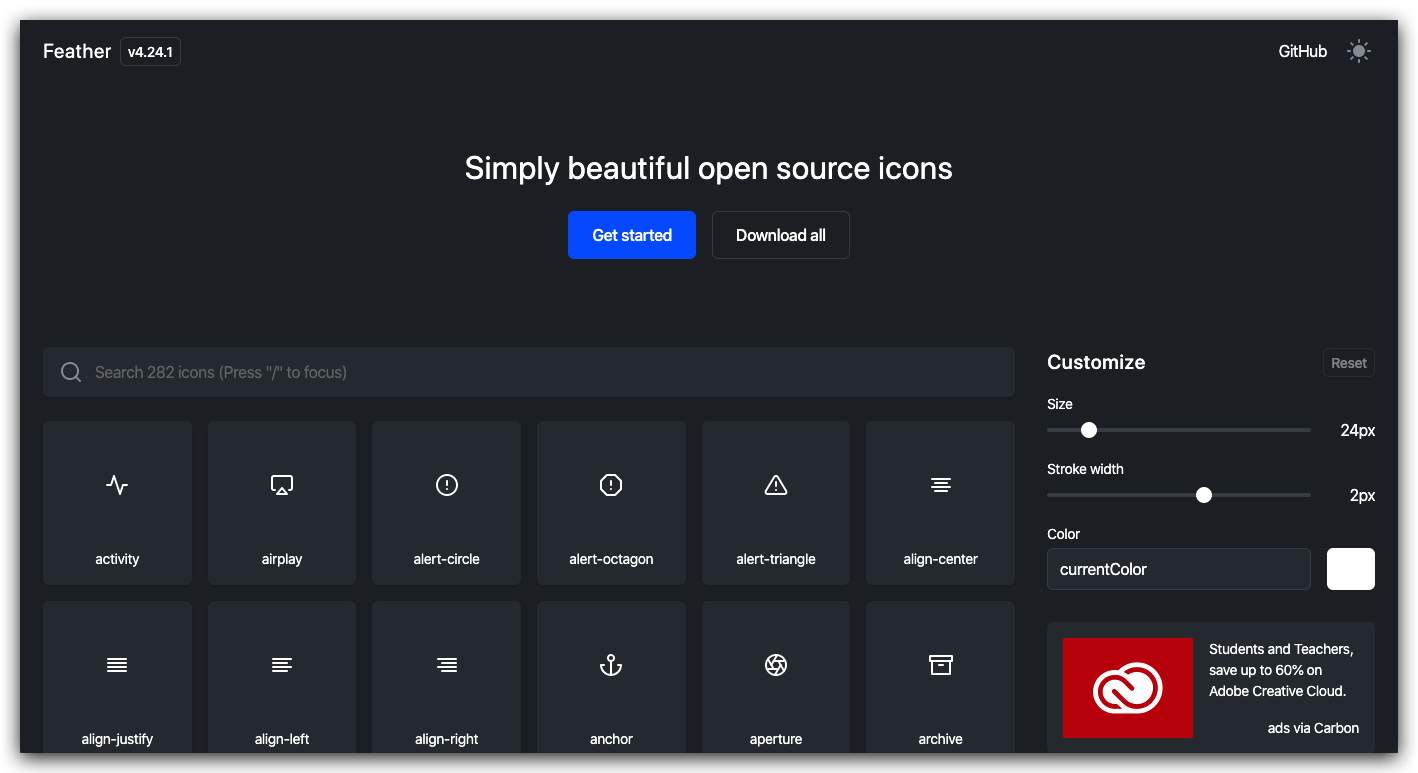 Feather v4.24.1
GitHub
Simply beautiful open source icons
Get started
Download all
Search 282 icons (Press "/" to focus)
activity
airplay
alert-circle
alert-octagon
alert-triangle
align-center
align-justify
align-left
align-right
anchor
aperture
archive
Customize
Reset
Size
24px
Stroke width
2px
Color
currentColor
Students and Teachers,
save up to 60% on
Adobe Creative Cloud.
ads via Carbon